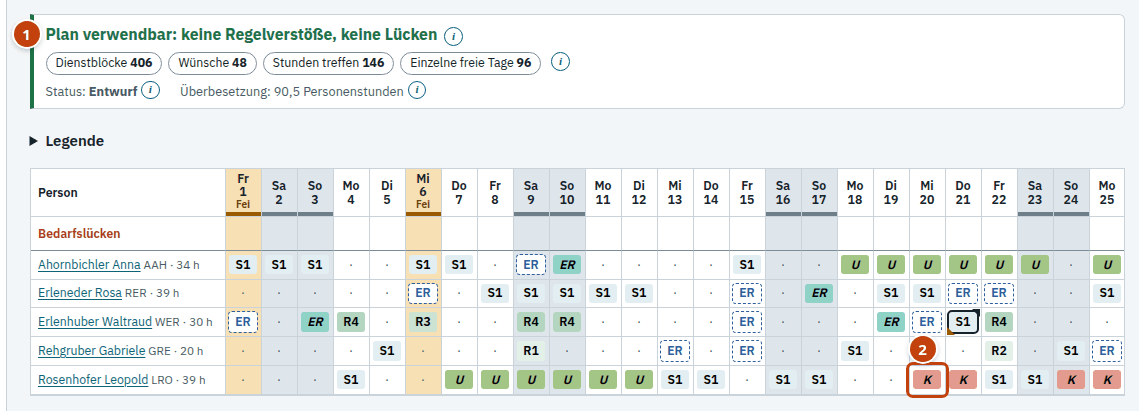 1 Plan verwendbar: keine Regelverstöße, keine Lücken i
Dienstblöcke 406 Wünsche 48 Stunden treffen 146 Einzelne freie Tage 96 i
Status: Entwurf i Überbesetzung: 90,5 Personenstunden i
▶ Legende
Person Fr 1 Fei Sa 2 So 3 Mo 4 Di 5 Mi 6 Fei Do 7 Fr 8 Sa 9 So 10 Mo 11 Di 12 Mi 13 Do 14 Fr 15 Sa 16 So 17 Mo 18 Di 19 Mi 20 Do 21 Fr 22 Sa 23 So 24 Mo 25
Bedarfslücken
Ahornbichler Anna AAH · 34 h S1 S1 S1 · · S1 S1 · ER ER · · · · S1 · · U U U U U U · U
Erleneder Rosa RER · 39 h · · · · · ER · S1 S1 S1 S1 S1 · · ER · ER · S1 S1 ER ER · · S1
Erlenhuber Waltraud WER · 30 h ER · ER R4 · R3 · · R4 R4 · · · · ER · · · ER ER S1 R4 · · ·
Rehgruber Gabriele GRE · 20 h · · · · S1 · · · R1 · · · ER · ER · · S1 · 2 · R2 · S1 ER
Rosenhofer Leopold LRO · 39 h · · · S1 · · U U U U U U S1 S1 · S1 S1 · · K K S1 S1 K K